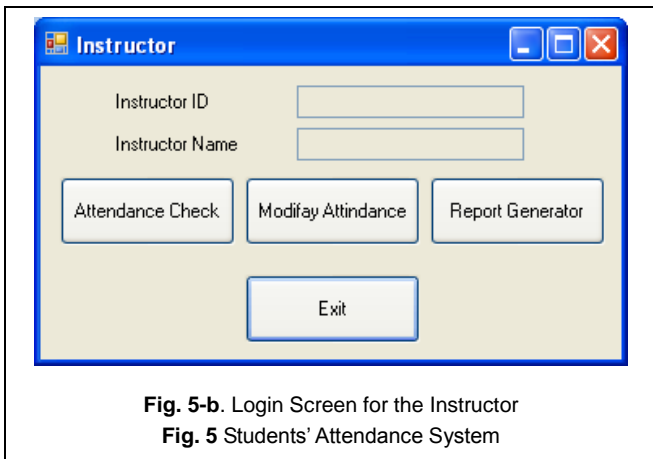 Instructor
Instructor ID
Instructor Name
Attendance Check Modifay Attindance Report Generator
Exit
Fig. 5-b. Login Screen for the Instructor
Fig. 5 Students' Attendance System